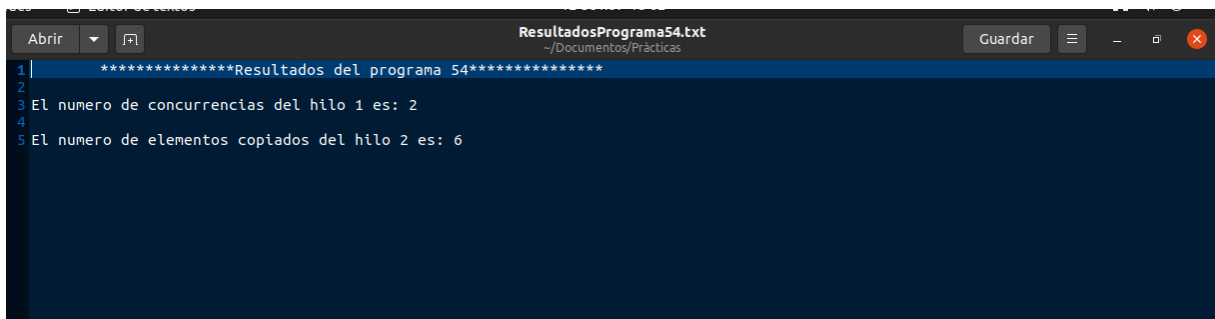 Abrir
ResultadosPrograma54.txt
~/Documentos/Pràcticas
Guardar
1 ***************Resultados del programa 54***************
2
3 El numero de concurrencias del hilo 1 es: 2
4
5 El numero de elementos copiados del hilo 2 es: 6